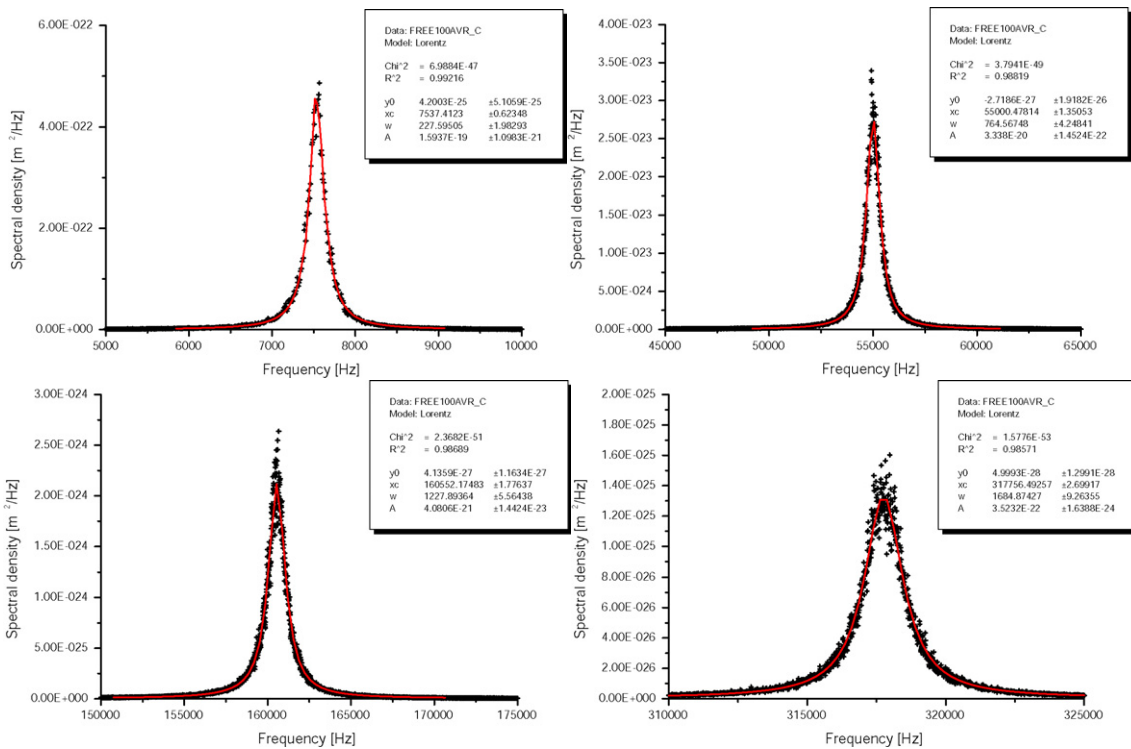 6.00E-022
4.00E-022
2.00E-022
0.00E+000
5000 6000 7000 8000 9000 10000
Spectral density [m^2/Hz]
Frequency [Hz]
Data: FREE100AVR_C
Model: Lorentz
Chi^2 = 6.9884E-47
R^2 = 0.99216
y0 4.2003E-25 ±5.1059E-25
xc 7537.4123 ±0.62348
w 227.59505 ±1.98293
A 1.5937E-19 ±1.0983E-21
4.00E-023
3.50E-023
3.00E-023
2.50E-023
2.00E-023
1.50E-023
1.00E-023
5.00E-024
0.00E+000
45000 50000 55000 60000 65000
Spectral density [m^2/Hz]
Frequency [Hz]
Data: FREE100AVR_C
Model: Lorentz
Chi^2 = 3.7941E-49
R^2 = 0.98819
y0 -2.7186E-27 ±1.9182E-26
xc 55000.47814 ±1.35053
w 764.56748 ±4.24841
A 3.338E-20 ±1.4524E-22
3.00E-024
2.50E-024
2.00E-024
1.50E-024
1.00E-024
5.00E-025
0.00E+000
150000 155000 160000 165000 170000 175000
Spectral density [m^2/Hz]
Frequency [Hz]
Data: FREE100AVR_C
Model: Lorentz
Chi^2 = 2.3682E-51
R^2 = 0.98689
y0 4.1359E-27 ±1.1634E-27
xc 160552.17483 ±1.77637
w 1227.89364 ±5.56438
A 4.0806E-21 ±1.4424E-23
2.00E-025
1.80E-025
1.60E-025
1.40E-025
1.20E-025
1.00E-025
8.00E-026
6.00E-026
4.00E-026
2.00E-026
0.00E+000
310000 315000 320000 325000
Spectral density [m^2/Hz]
Frequency [Hz]
Data: FREE100AVR_C
Model: Lorentz
Chi^2 = 1.5776E-53
R^2 = 0.98571
y0 4.9993E-28 ±1.2991E-28
xc 317756.49257 ±2.69917
w 1684.87427 ±9.26355
A 3.5232E-22 ±1.6388E-24